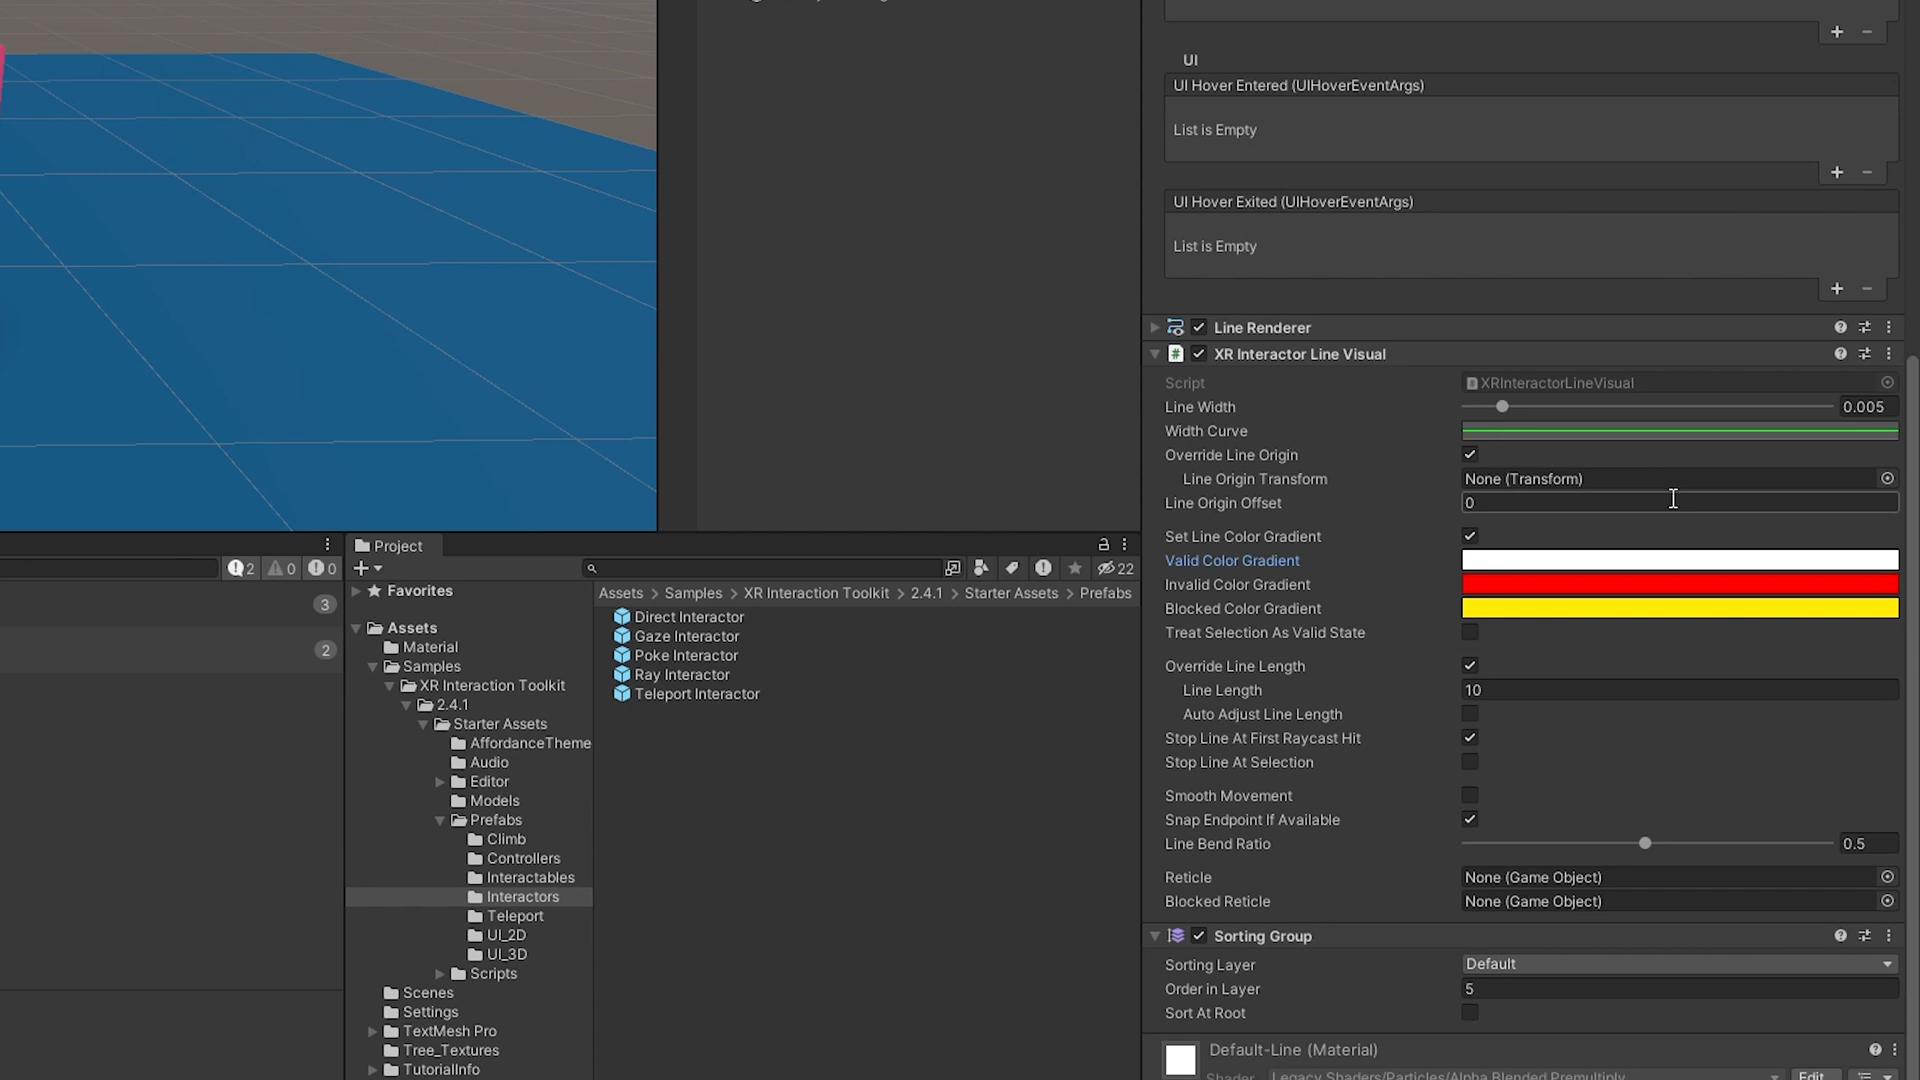 UI
UI Hover Entered (UIHoverEventArgs)
List is Empty
UI Hover Exited (UIHoverEventArgs)
List is Empty
Line Renderer
XR Interactor Line Visual
Script XRInteractorLineVisual
Line Width 0.005
Width Curve
Override Line Origin
Line Origin Transform None (Transform)
Line Origin Offset 0
Set Line Color Gradient
Valid Color Gradient
Invalid Color Gradient
Blocked Color Gradient
Treat Selection As Valid State
Override Line Length
Line Length 10
Auto Adjust Line Length
Stop Line At First Raycast Hit
Stop Line At Selection
Smooth Movement
Snap Endpoint If Available
Line Bend Ratio 0.5
Reticle None (Game Object)
Blocked Reticle None (Game Object)
Sorting Group
Sorting Layer Default
Order in Layer 5
Sort At Root
Default-Line (Material)
Shader Legacy Shaders/Particles/Alpha Blended Premultiply Edit...
2 0 0
3
2
Project
22
Favorites
Assets
Material
Samples
XR Interaction Toolkit
2.4.1
Starter Assets
AffordanceTheme
Audio
Editor
Models
Prefabs
Climb
Controllers
Interactables
Interactors
Teleport
UI_2D
UI_3D
Scripts
Scenes
Settings
TextMesh Pro
Tree_Textures
TutorialInfo
Assets > Samples > XR Interaction Toolkit > 2.4.1 > Starter Assets > Prefabs
Direct Interactor
Gaze Interactor
Poke Interactor
Ray Interactor
Teleport Interactor